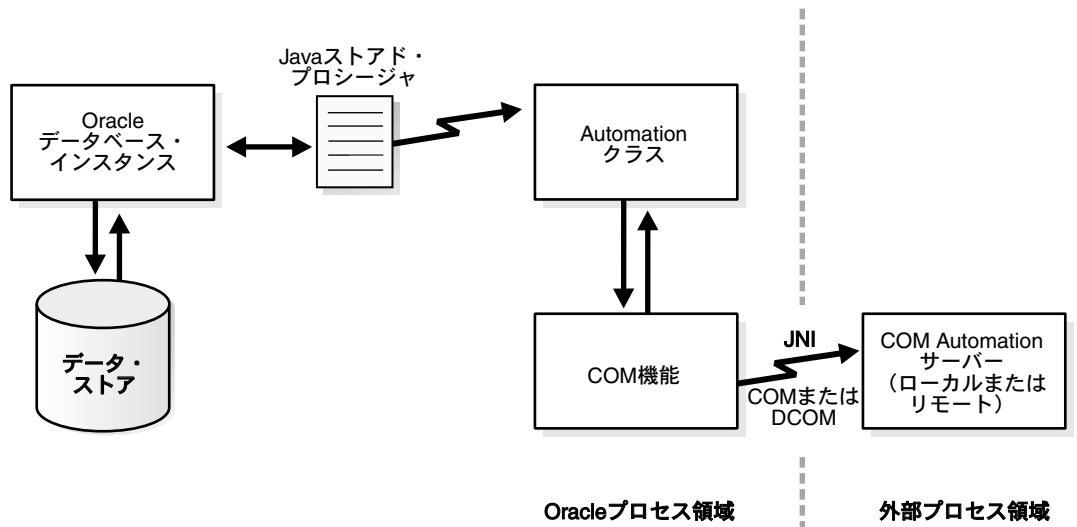 Javaストアド・
プロシージャ
Oracle
データベース・
インスタンス
Automation
クラス
データ・
ストア
COM機能
JNI
COMまたは
DCOM
COM Automation
サーバー
（ローカルまたは
リモート）
Oracleプロセス領域
外部プロセス領域